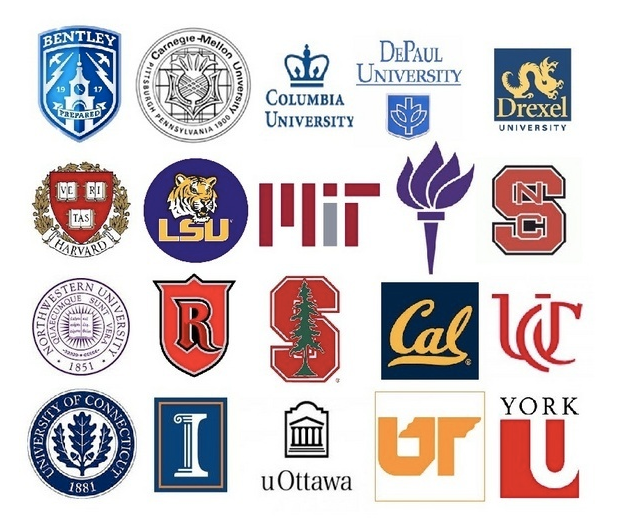 BENTLEY
19 17
PREPARED
Carnegie-Mellon University
PITTSBURGH PENNSYLVANIA 1900
COLUMBIA
UNIVERSITY
DEPAUL
UNIVERSITY
Drexel
UNIVERSITY
VE RI
TAS
HARVARD
LSU
MIT
NCS
NORTHWESTERN UNIVERSITY
QUAECUMQUE SUNT VERA
1851
R
S
Cal
UC
UNIVERSITY OF CONNECTICUT
1881
I
uOttawa
UT
YORK
U